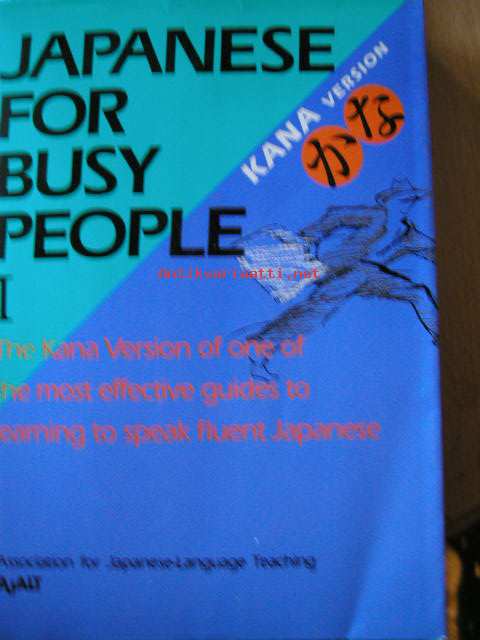 JAPANESE
FOR
BUSY
PEOPLE
I
KANA VERSION
かな
The Kana Version of one of
the most effective guides to
learning to speak fluent Japanese
Association for Japanese-Language Teaching
AJALT
antikvariaatti.net